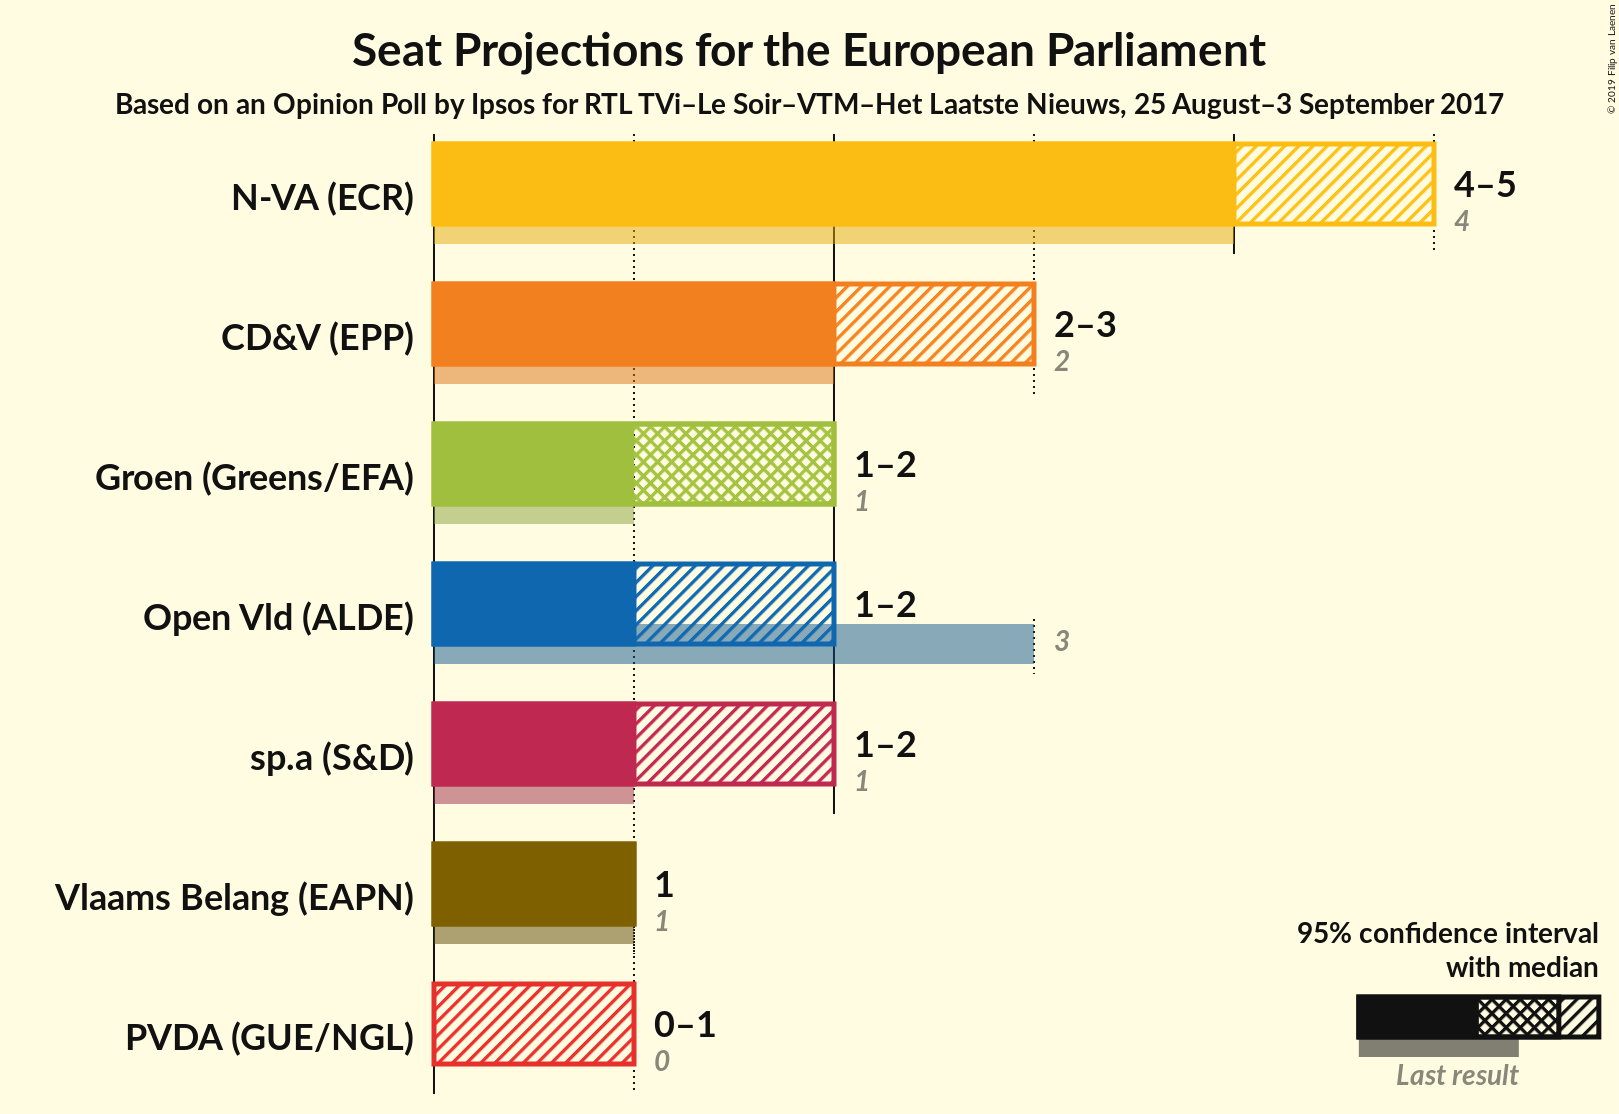 Seat Projections for the European Parliament
Based on an Opinion Poll by Ipsos for RTL TVi–Le Soir–VTM–Het Laatste Nieuws, 25 August–3 September 2017
© 2019 Filip van Laenen
N-VA (ECR)
4–5
4
CD&V (EPP)
2–3
2
Groen (Greens/EFA)
1–2
1
Open Vld (ALDE)
1–2
3
sp.a (S&D)
1–2
1
Vlaams Belang (EAPN)
1
1
PVDA (GUE/NGL)
0–1
0
95% confidence interval
with median
Last result